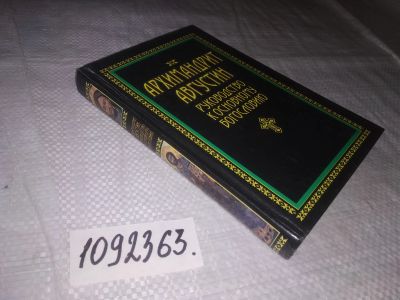 АРХИМАНДРИТ
АВГУСТИН
РУКОВОДСТВО
К ОСНОВНОМУ
БОГОСЛОВИЮ
1092363.